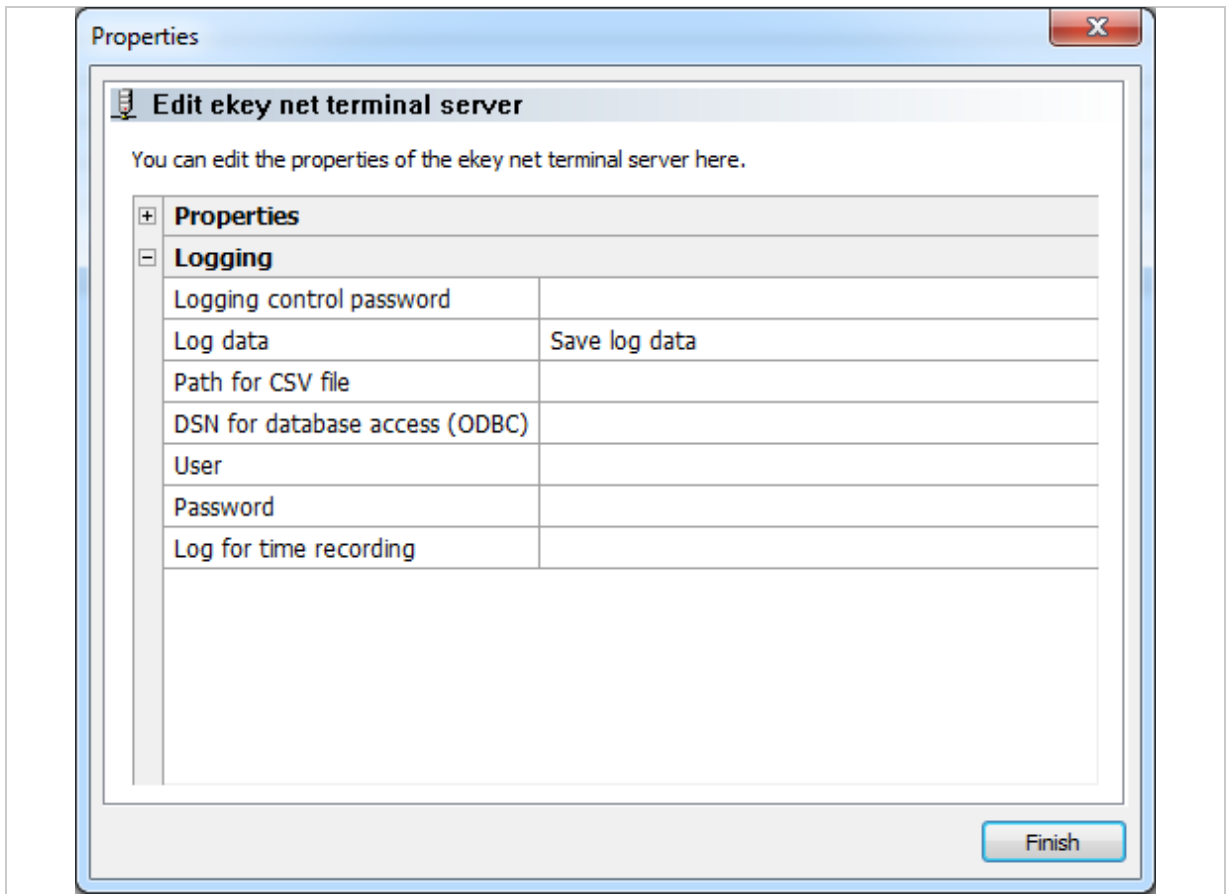 Properties
Edit ekey net terminal server
You can edit the properties of the ekey net terminal server here.
Properties
Logging
Logging control password
Log data Save log data
Path for CSV file
DSN for database access (ODBC)
User
Password
Log for time recording
Finish